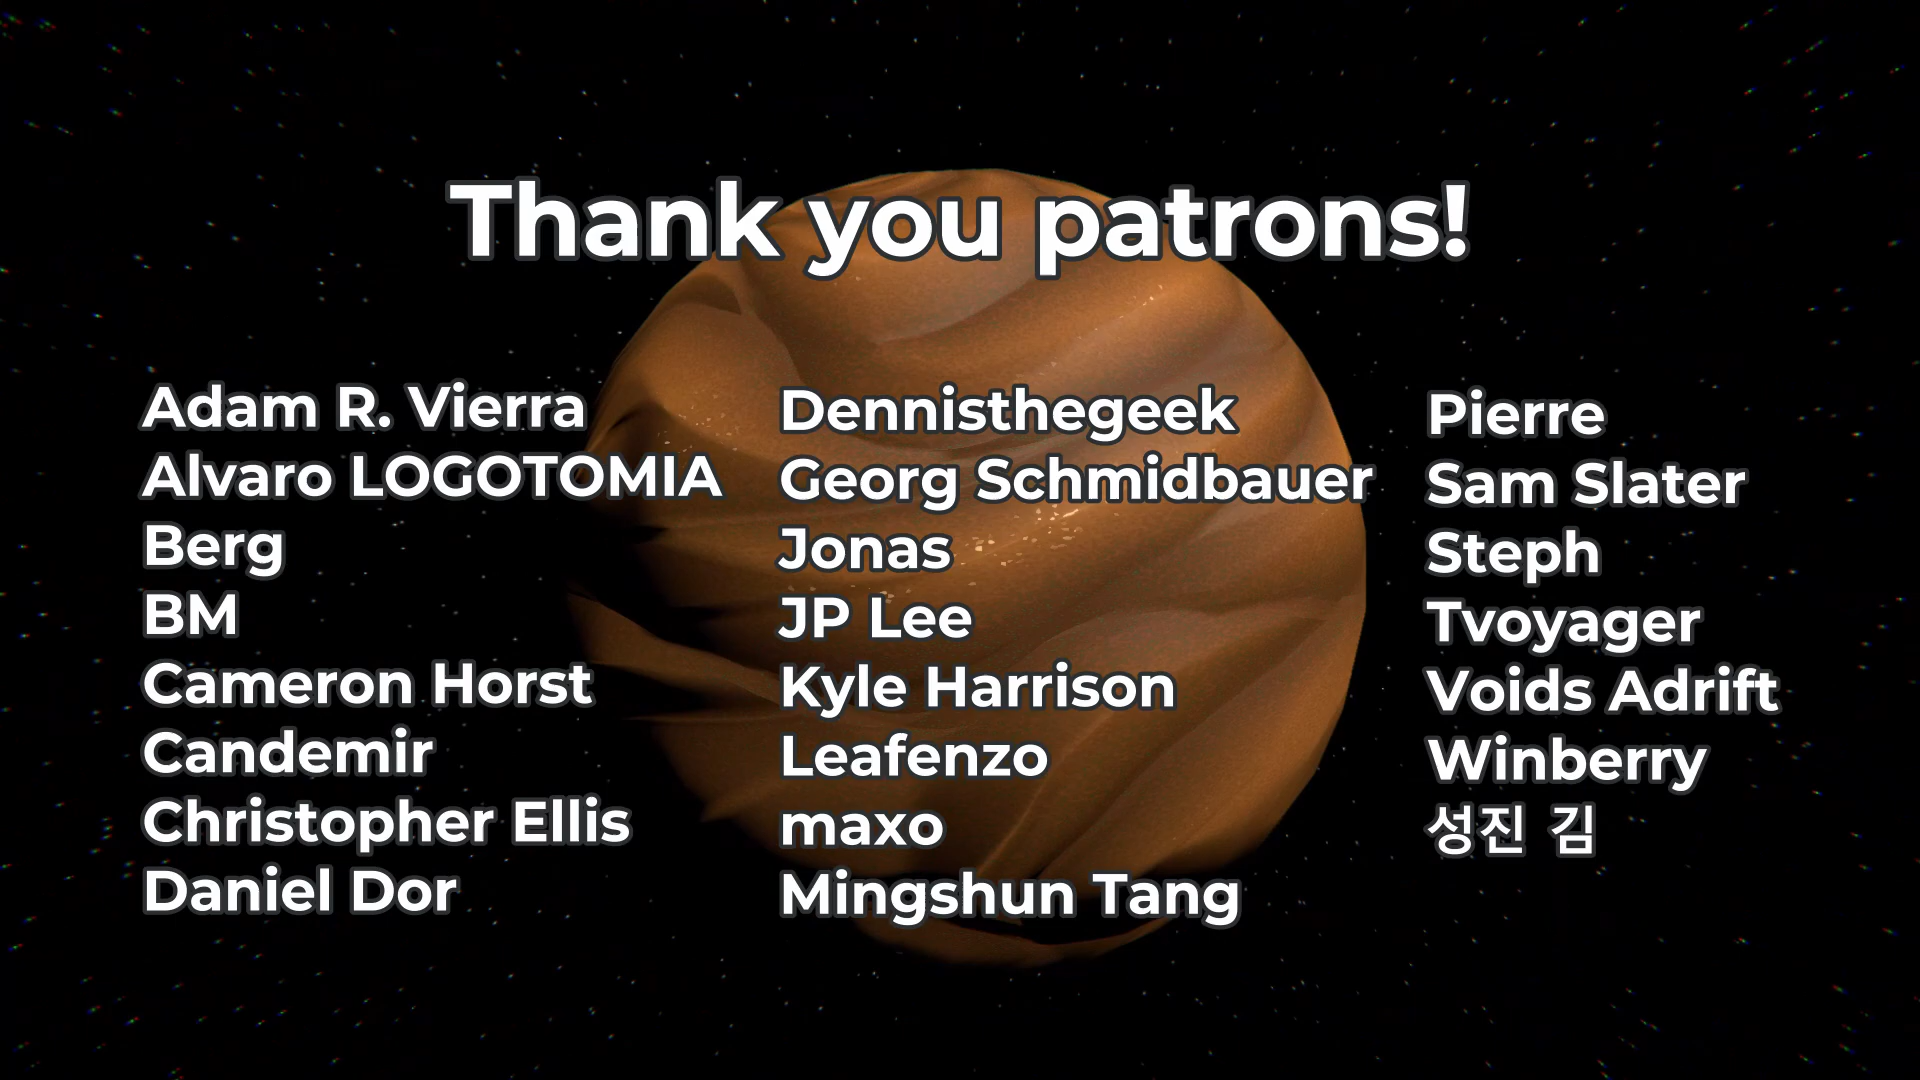 Thank you patrons!
Adam R. Vierra
Alvaro LOGOTOMIA
Berg
BM
Cameron Horst
Candemir
Christopher Ellis
Daniel Dor
Dennisthegeek
Georg Schmidbauer
Jonas
JP Lee
Kyle Harrison
Leafenzo
maxo
Mingshun Tang
Pierre
Sam Slater
Steph
Tvoyager
Voids Adrift
Winberry
성진 김